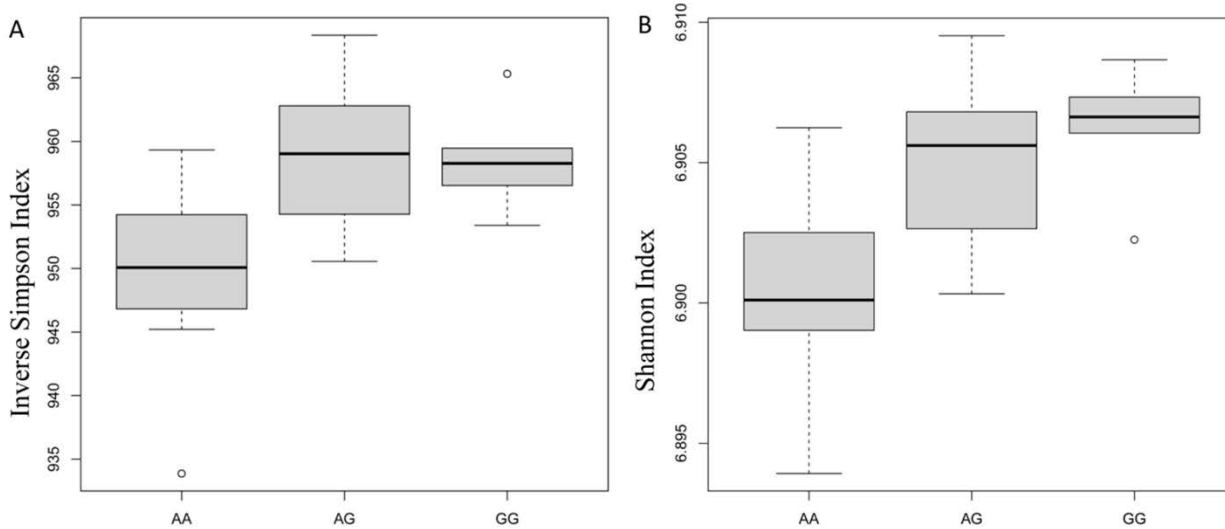 A
Inverse Simpson Index
965
960
955
950
945
940
935
AA AG GG
B
Shannon Index
6.910
6.905
6.900
6.895
AA AG GG